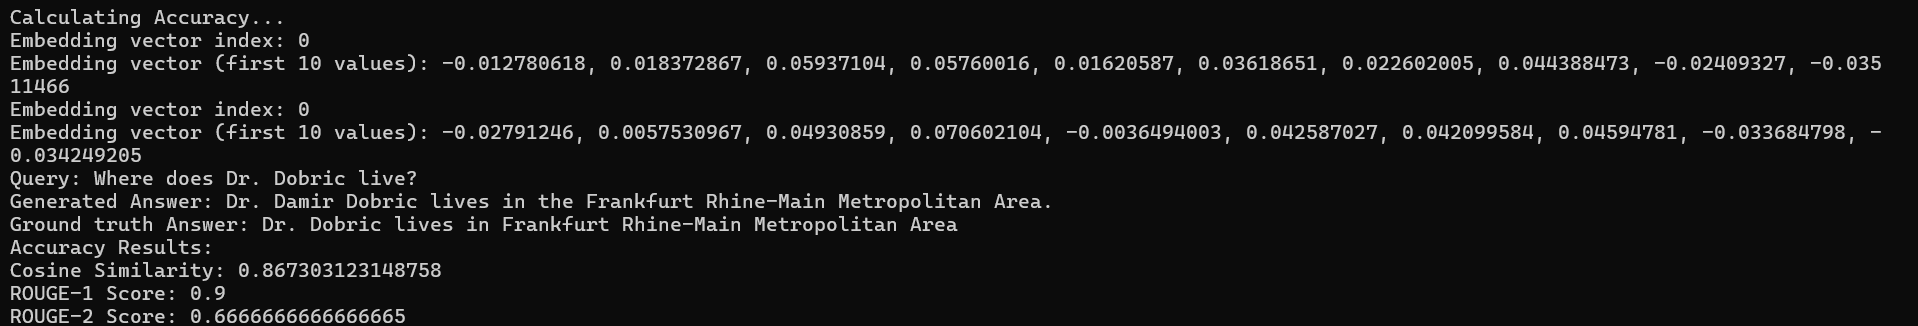 Calculating Accuracy...
Embedding vector index: 0
Embedding vector (first 10 values): -0.012780618, 0.018372867, 0.05937104, 0.05760016, 0.01620587, 0.03618651, 0.022602005, 0.044388473, -0.02409327, -0.035
11466
Embedding vector index: 0
Embedding vector (first 10 values): -0.02791246, 0.0057530967, 0.04930859, 0.070602104, -0.0036494003, 0.042587027, 0.042099584, 0.04594781, -0.033684798, -
0.034249205
Query: Where does Dr. Dobric live?
Generated Answer: Dr. Damir Dobric lives in the Frankfurt Rhine-Main Metropolitan Area.
Ground truth Answer: Dr. Dobric lives in Frankfurt Rhine-Main Metropolitan Area
Accuracy Results:
Cosine Similarity: 0.867303123148758
ROUGE-1 Score: 0.9
ROUGE-2 Score: 0.6666666666666665